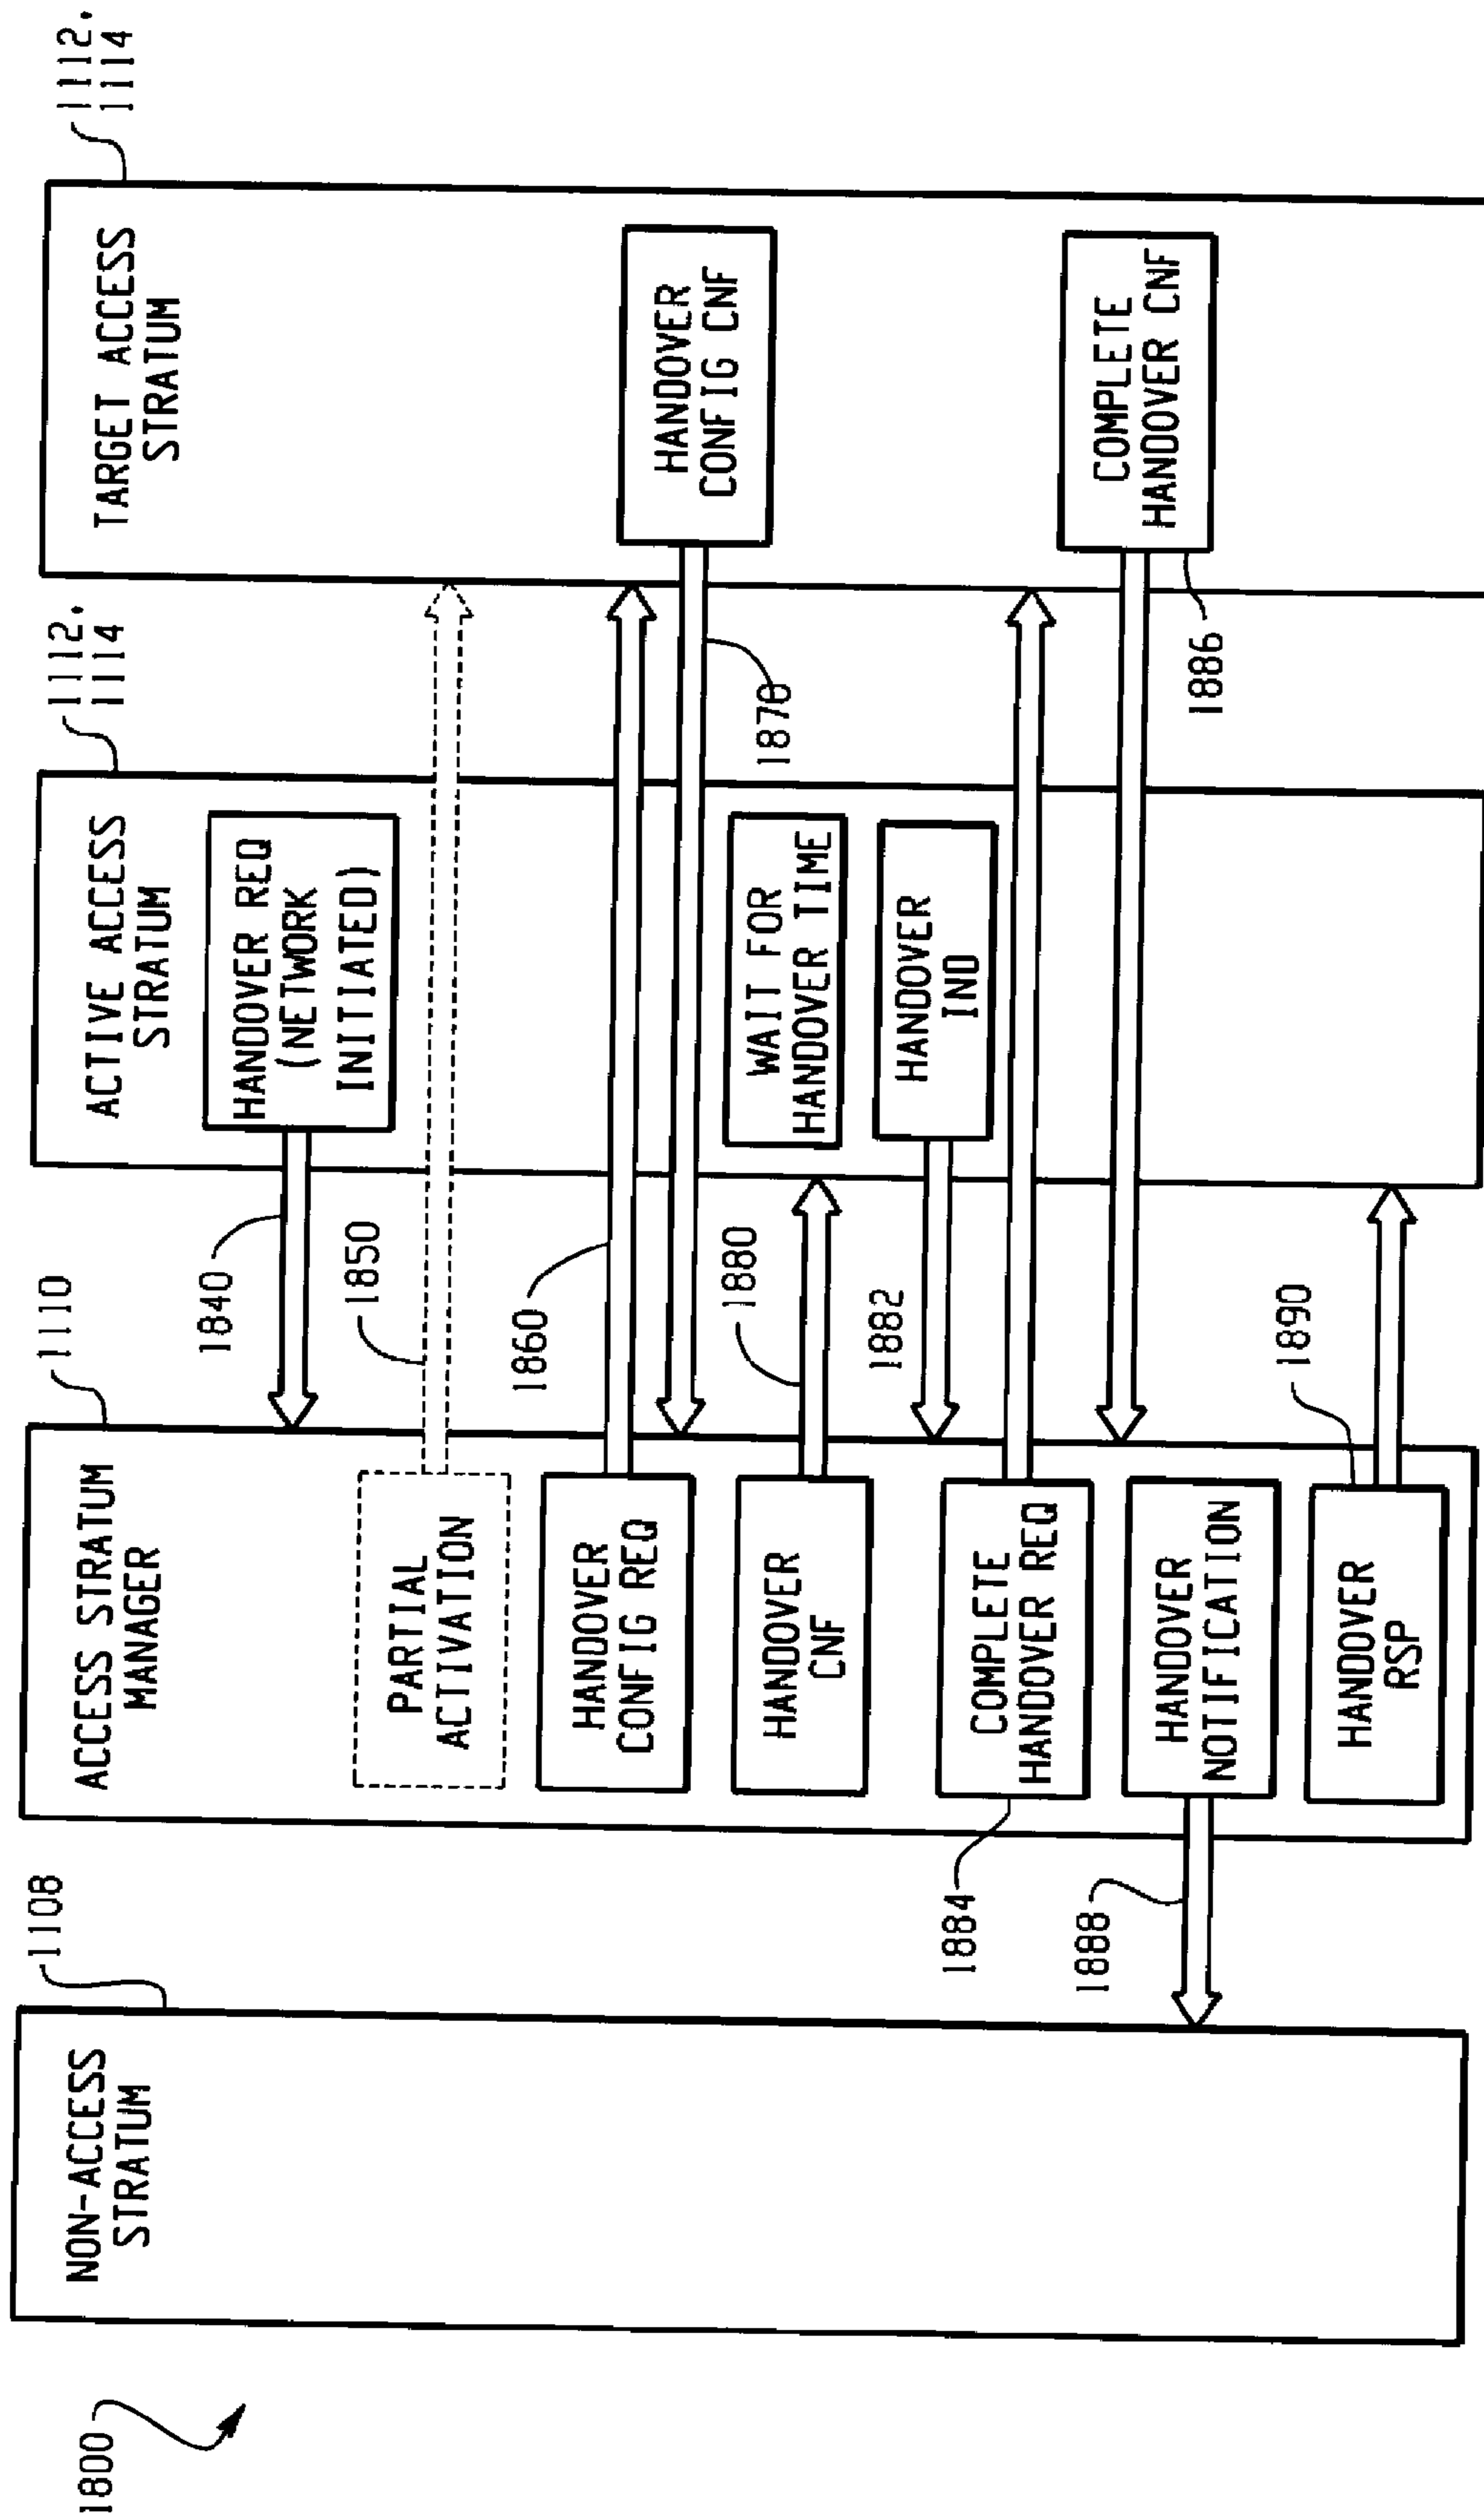 1800
NON-ACCESS
STRATUM
1108
ACCESS STRATUM
MANAGER
1110
ACTIVE ACCESS
STRATUM
1112,
1114
TARGET ACCESS
STRATUM
1112,
1114
HANDOVER REQ
(NETWORK
INITIATED)
1840
PARTIAL
ACTIVATION
1850
HANDOVER
CONFIG REQ
1860
HANDOVER
CONFIG CNF
1870
HANDOVER
CNF
1880
WAIT FOR
HANDOVER TIME
HANDOVER
IND
1882
COMPLETE
HANDOVER REQ
1884
COMPLETE
HANDOVER CNF
1886
HANDOVER
NOTIFICATION
1888
HANDOVER
RSP
1890